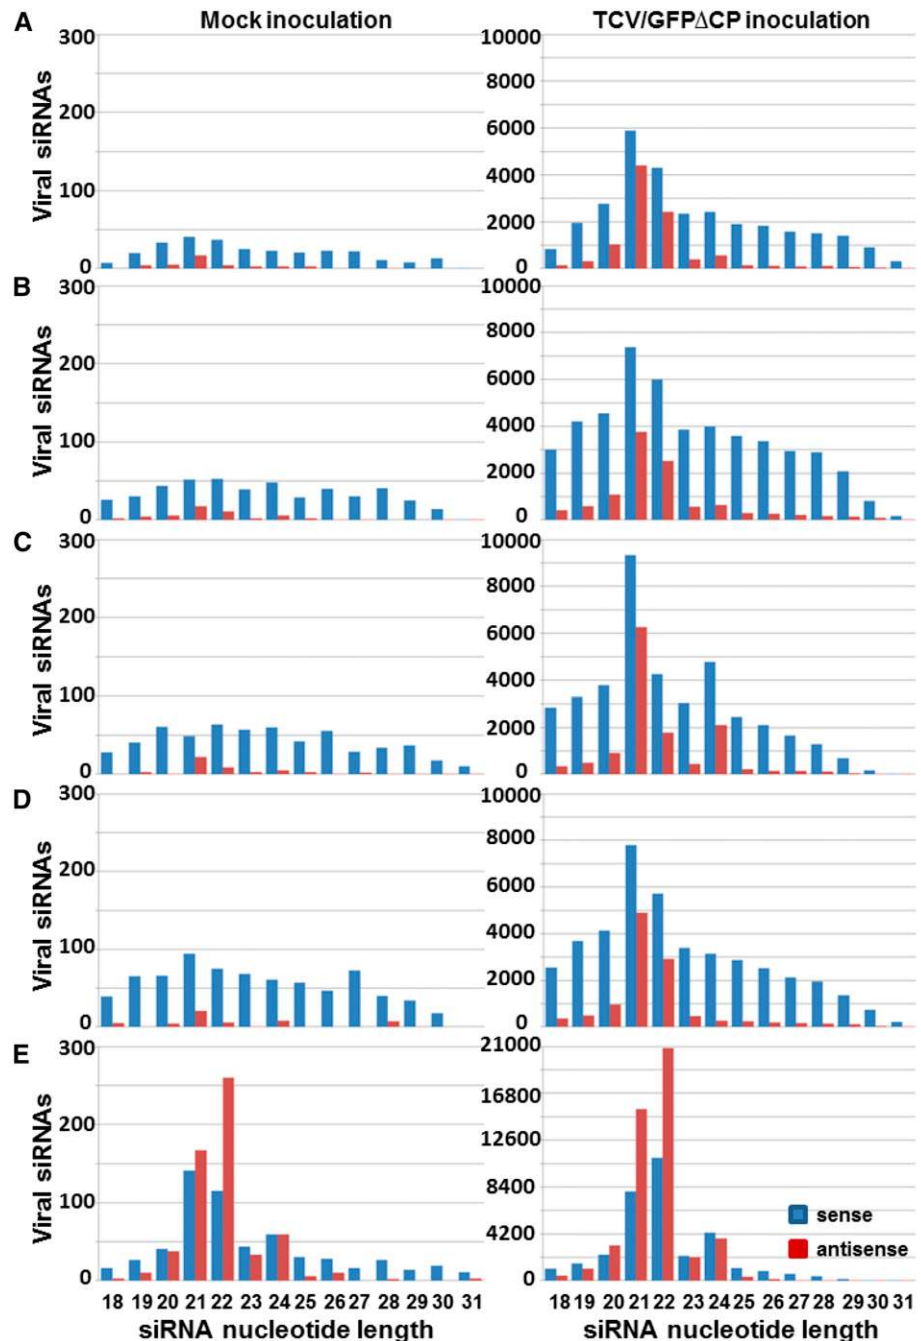 A Mock inoculation TCV/GFPΔCP inoculation
300 10000
8000
200 6000
Viral siRNAs
100 4000
2000
0 0
B 300 10000
8000
200 6000
Viral siRNAs
100 4000
2000
0 0
C 300 10000
8000
200 6000
Viral siRNAs
100 4000
2000
0 0
D 300 10000
8000
200 6000
Viral siRNAs
100 4000
2000
0 0
E 300 21000
16800
200 12600
Viral siRNAs
100 8400
sense
4200
antisense
0 0
18 19 20 21 22 23 24 25 26 27 28 29 30 31 18 19 20 21 22 23 24 25 26 27 28 29 30 31
siRNA nucleotide length siRNA nucleotide length